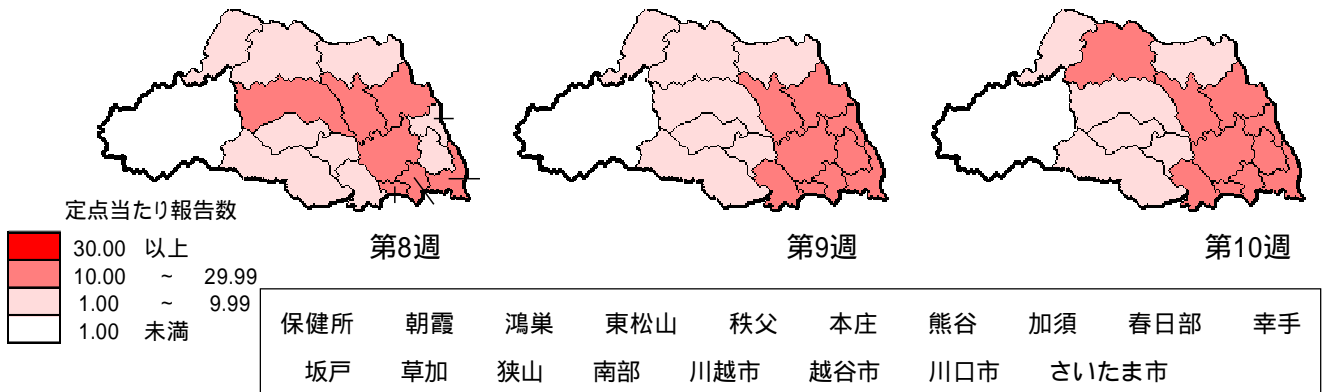 第8週
第9週
第10週
定点当たり報告数
30.00 以上
10.00 ~ 29.99
1.00 ~ 9.99
1.00 未満
保健所 朝霞 鴻巣 東松山 秩父 本庄 熊谷 加須 春日部 幸手
坂戸 草加 狭山 南部 川越市 越谷市 川口市 さいたま市